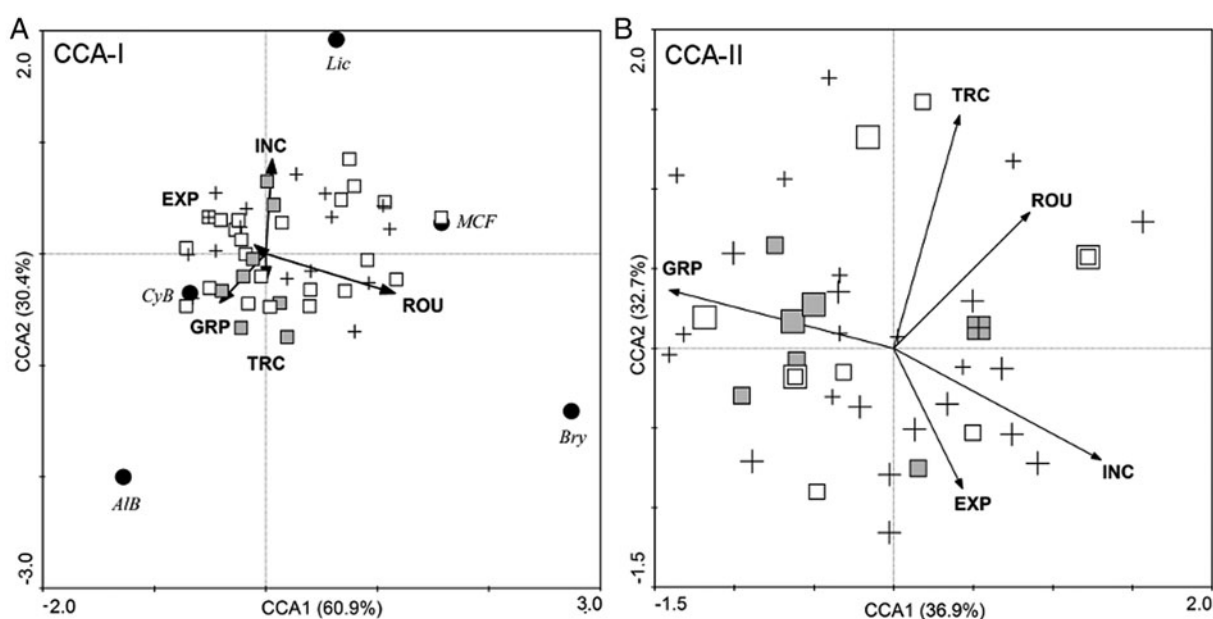 A
CCA-I
2.0
Lic
INC
EXP
MCF
CyB
GRP
ROU
TRC
Bry
AlB
CCA2 (30.4%)
-3.0
-2.0
CCA1 (60.9%)
3.0
B
CCA-II
2.0
TRC
ROU
GRP
CCA2 (32.7%)
INC
EXP
-1.5
-1.5
CCA1 (36.9%)
2.0